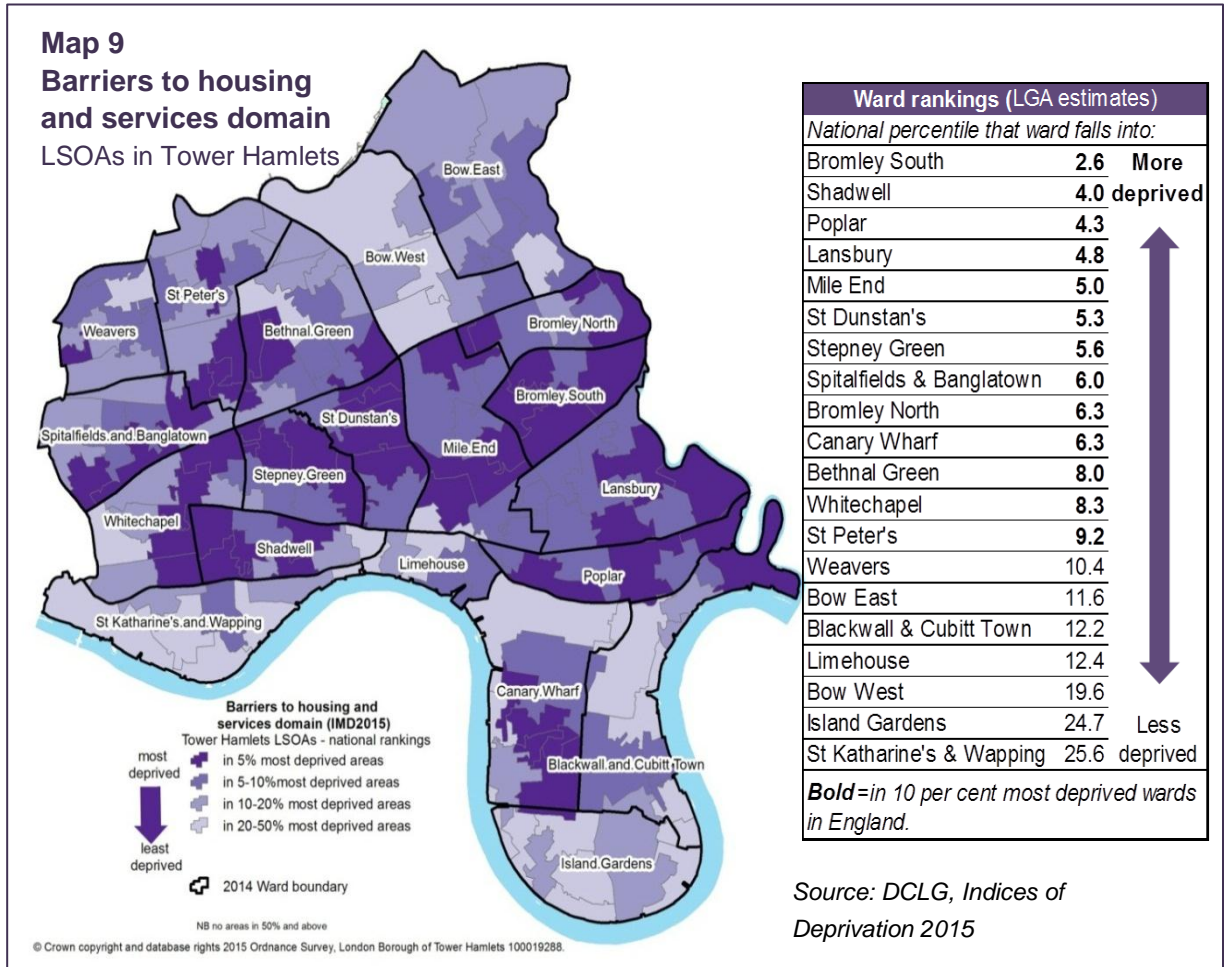 Map 9
Barriers to housing
and services domain
LSOAs in Tower Hamlets
Bow.East
Bow.West
St Peter's
Weavers
Bethnal.Green
Bromley North
Bromley.South
St Dunstan's
Spitalfields.and.Banglatown
Mile.End
Stepney.Green
Lansbury
Whitechapel
Shadwell
Limehouse
Poplar
St Katharine's.and.Wapping
Canary.Wharf
Blackwall.and.Cubitt Town
Island.Gardens
Barriers to housing and
services domain (IMD2015)
Tower Hamlets LSOAs - national rankings
most
deprived
in 5% most deprived areas
in 5-10%most deprived areas
in 10-20% most deprived areas
in 20-50% most deprived areas
least
deprived
2014 Ward boundary
NB no areas in 50% and above
© Crown copyright and database rights 2015 Ordnance Survey, London Borough of Tower Hamlets 100019288.
Ward rankings (LGA estimates)
National percentile that ward falls into:
Bromley South 2.6 More
Shadwell 4.0 deprived
Poplar 4.3
Lansbury 4.8
Mile End 5.0
St Dunstan's 5.3
Stepney Green 5.6
Spitalfields & Banglatown 6.0
Bromley North 6.3
Canary Wharf 6.3
Bethnal Green 8.0
Whitechapel 8.3
St Peter's 9.2
Weavers 10.4
Bow East 11.6
Blackwall & Cubitt Town 12.2
Limehouse 12.4
Bow West 19.6
Island Gardens 24.7 Less
St Katharine's & Wapping 25.6 deprived
Bold=in 10 per cent most deprived wards
in England.
Source: DCLG, Indices of
Deprivation 2015